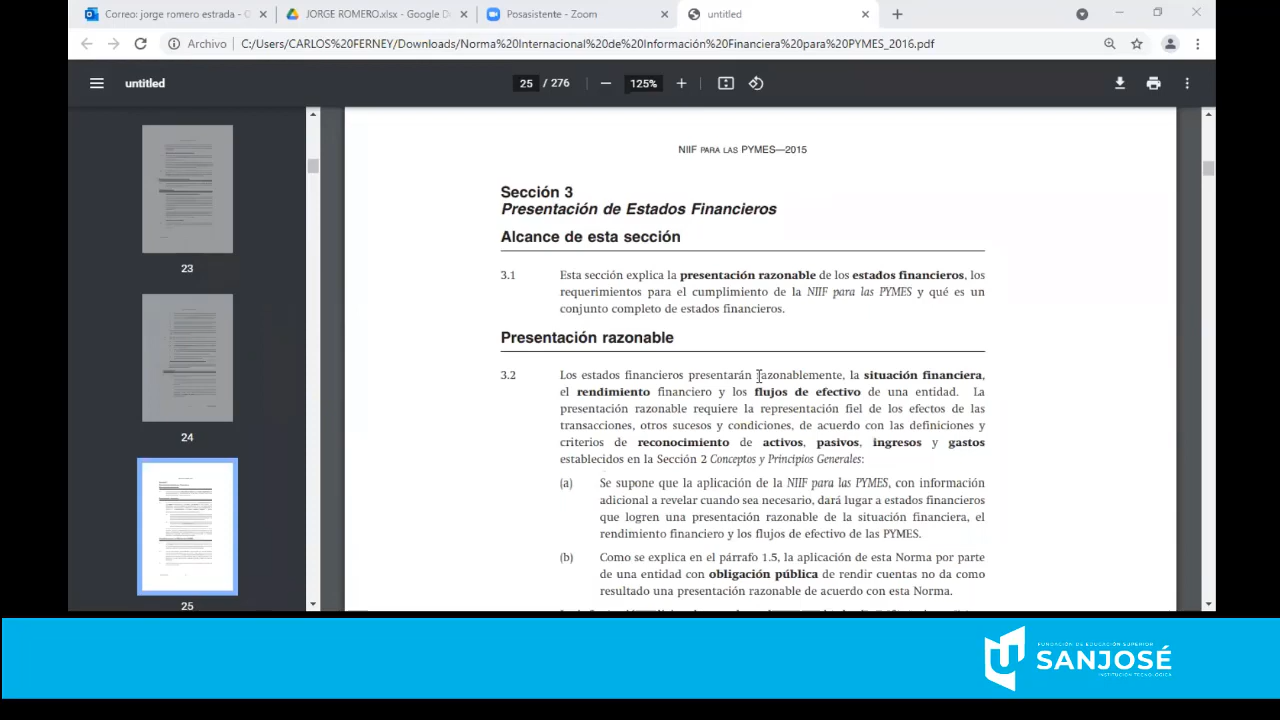 Correo: jorge romero estrada - O
JORGE ROMERO.xlsx - Google D
Posasistente - Zoom
untitled
Archivo
C:/Users/CARLOS%20FERNEY/Downloads/Norma%20Internacional%20de%20Información%20Financiera%20para%20PYMES_2016.pdf
untitled
25 / 276
125%
23
24
25
NIIF PARA LAS PYMES—2015
Sección 3
Presentación de Estados Financieros
Alcance de esta sección
3.1 Esta sección explica la presentación razonable de los estados financieros, los
requerimientos para el cumplimiento de la NIIF para las PYMES y qué es un
conjunto completo de estados financieros.
Presentación razonable
3.2 Los estados financieros presentarán razonablemente, la situación financiera,
el rendimiento financiero y los flujos de efectivo de una entidad. La
presentación razonable requiere la representación fiel de los efectos de las
transacciones, otros sucesos y condiciones, de acuerdo con las definiciones y
criterios de reconocimiento de activos, pasivos, ingresos y gastos
establecidos en la Sección 2 Conceptos y Principios Generales:
(a) Se supone que la aplicación de la NIIF para las PYMES, con información
adicional a revelar cuando sea necesario, dará lugar a estados financieros
que logren una presentación razonable de la situación financiera, el
rendimiento financiero y los flujos de efectivo de las PYMES.
(b) Como se explica en el párrafo 1.5, la aplicación de esta Norma por parte
de una entidad con obligación pública de rendir cuentas no da como
resultado una presentación razonable de acuerdo con esta Norma.
FUNDACIÓN DE EDUCACIÓN SUPERIOR
SANJOSÉ
INSTITUCIÓN TECNOLÓGICA